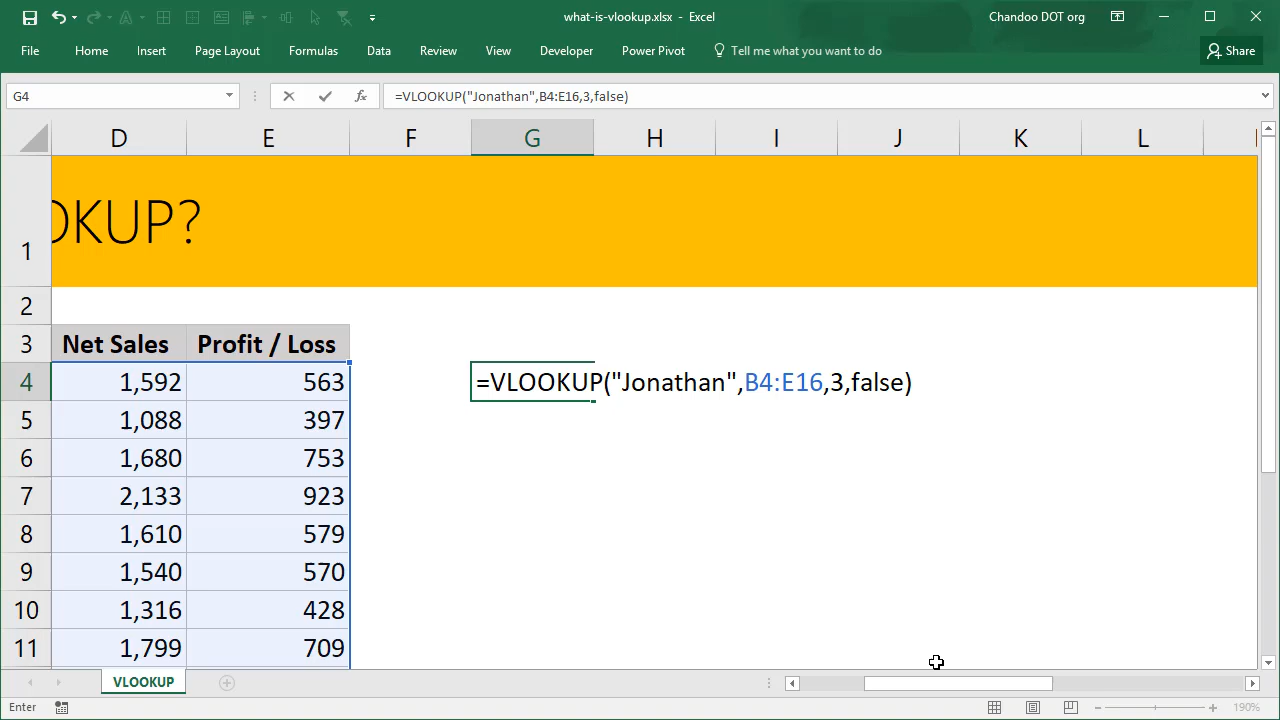 what-is-vlookup.xlsx - Excel
Chandoo DOT org
File Home Insert Page Layout Formulas Data Review View Developer Power Pivot Tell me what you want to do Share
G4 fx =VLOOKUP("Jonathan",B4:E16,3,false)
D E F G H I J K L
1 OKUP?
2
3 Net Sales Profit / Loss
4 1,592 563 =VLOOKUP("Jonathan",B4:E16,3,false)
5 1,088 397
6 1,680 753
7 2,133 923
8 1,610 579
9 1,540 570
10 1,316 428
11 1,799 709
VLOOKUP
Enter 190%